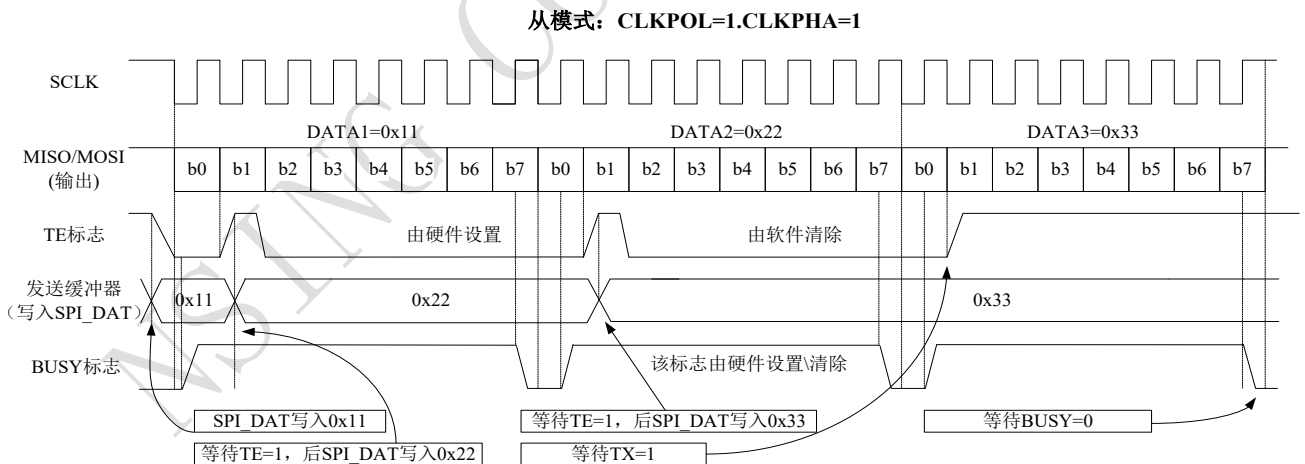 从模式：CLKPOL=1.CLKPHA=1
SCLK
DATA1=0x11 DATA2=0x22 DATA3=0x33
MISO/MOSI
(输出)
b0 b1 b2 b3 b4 b5 b6 b7 b0 b1 b2 b3 b4 b5 b6 b7 b0 b1 b2 b3 b4 b5 b6 b7
TE标志 由硬件设置 由软件清除
发送缓冲器
（写入SPI_DAT）
0x11 0x22 0x33
BUSY标志 该标志由硬件设置\清除
SPI_DAT写入0x11 等待TE=1，后SPI_DAT写入0x33 等待BUSY=0
等待TE=1，后SPI_DAT写入0x22 等待TX=1
NSING